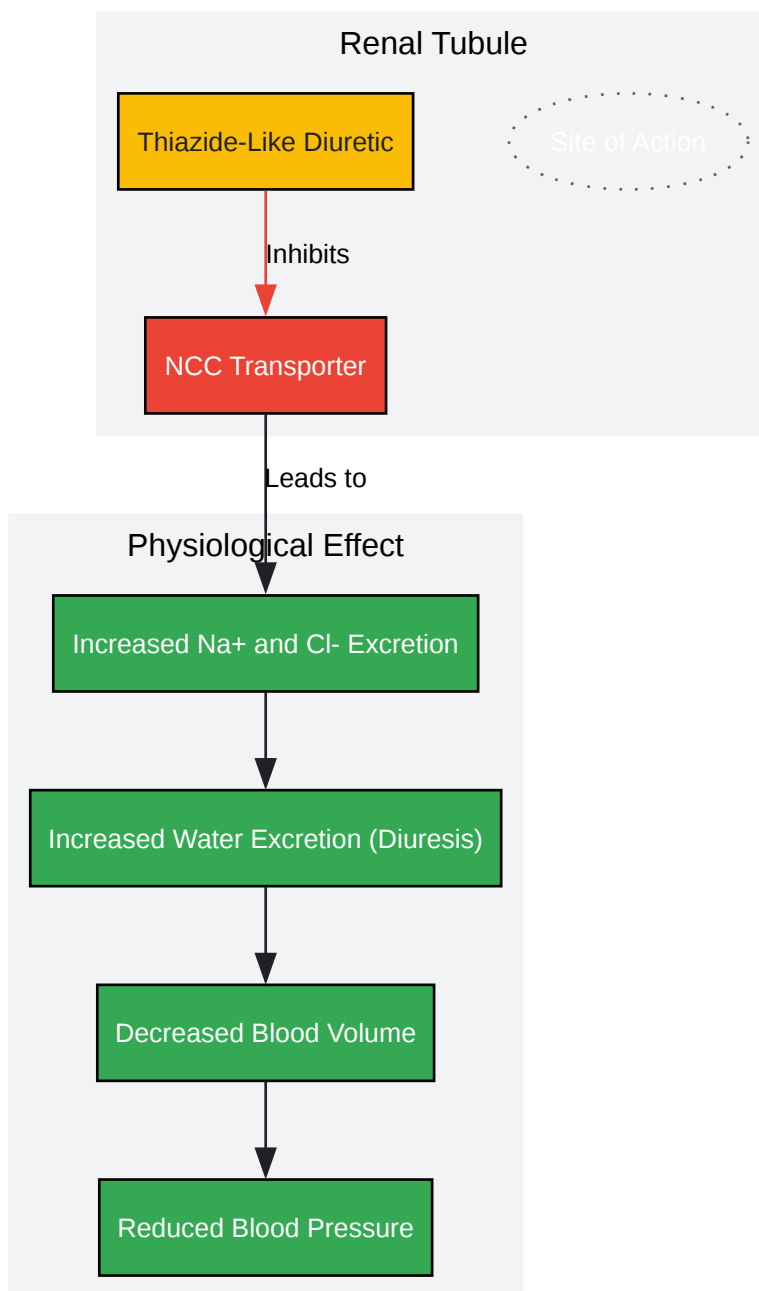 Renal Tubule
Thiazide-Like Diuretic
Site of Action
Inhibits
NCC Transporter
Leads to
Physiological Effect
Increased Na+ and Cl- Excretion
Increased Water Excretion (Diuresis)
Decreased Blood Volume
Reduced Blood Pressure